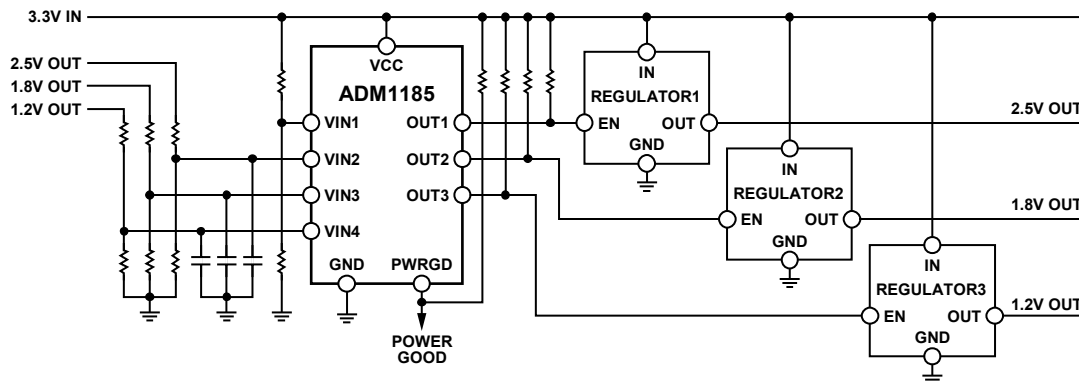 3.3V IN
2.5V OUT
1.8V OUT
1.2V OUT
VCC
ADM1185
VIN1
VIN2
VIN3
VIN4
OUT1
OUT2
OUT3
GND
PWRGD
POWER
GOOD
IN
REGULATOR1
EN
OUT
GND
2.5V OUT
IN
REGULATOR2
EN
OUT
GND
1.8V OUT
IN
REGULATOR3
EN
OUT
GND
1.2V OUT